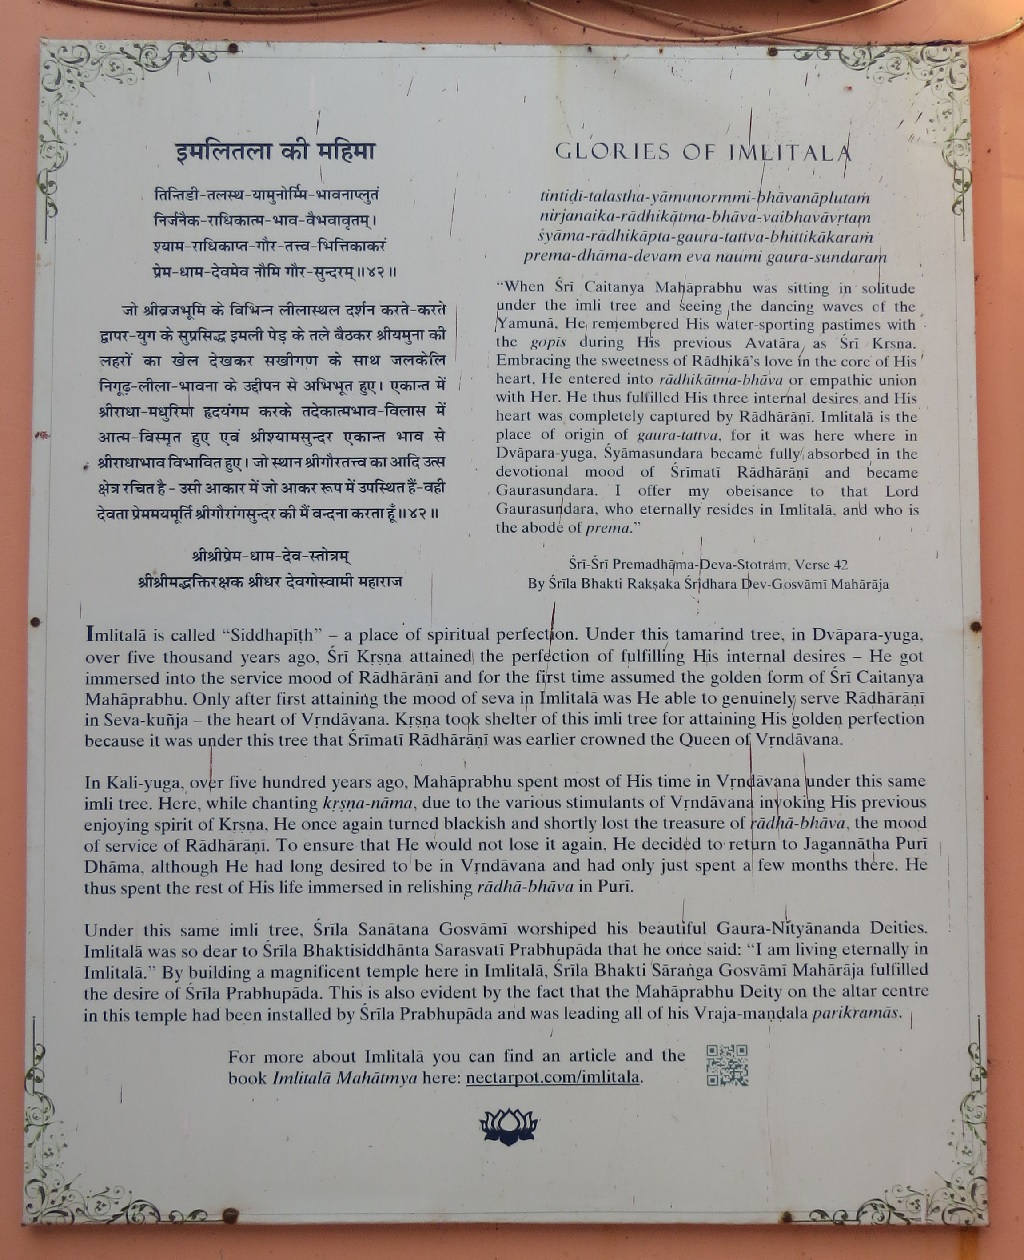 इमलितला की महिमा
तिन्तिडी-तलस्थ-यामुनोर्म्मि-भावनाप्लुतं
निर्जनैक-राधिकात्म-भाव-वैभवावृतम्।
श्याम-राधिकाप्त-गौर-तत्त्व-भित्तिकाकरं
प्रेम-धाम-देवमेव नौमि गौर-सुन्दरम्॥४२॥
जो श्रीव्रजभूमि के विभिन्न लीलास्थल दर्शन करते-करते
द्वापर-युग के सुप्रसिद्ध इमली पेड़ के तले बैठकर श्रीयमुना की
लहरों का खेल देखकर सखीगण के साथ जलकेलि
निगूढ़-लीला-भावना के उद्दीपन से अभिभूत हुए। एकान्त में
श्रीराधा-मधुरिमा हृदयंगम करके तदेकात्मभाव-विलास में
आत्म-विस्मृत हुए एवं श्रीश्यामसुन्दर एकान्त भाव से
श्रीराधाभाव विभावित हुए। जो स्थान श्रीगौरतत्त्व का आदि उत्स
क्षेत्र रचित है - उसी आकार में जो आकर रूप में उपस्थित हैं-वही
देवता प्रेममयमूर्ति श्रीगौरांगसुन्दर की मैं वन्दना करता हूँ॥४२॥
श्रीश्रीप्रेम-धाम-देव-स्तोत्रम्
श्रीश्रीमद्भक्तिरक्षक श्रीधर देवगोस्वामी महाराज
GLORIES OF IMLITALA
tintiḍī-talastha-yāmunormmi-bhāvanāplutaṁ
nirjanaika-rādhikātma-bhāva-vaibhavāvṛtaṁ
śyāma-rādhikāpta-gaura-tattva-bhittikākaraṁ
prema-dhāma-devam eva naumi gaura-sundaraṁ
“When Śrī Caitanya Mahāprabhu was sitting in solitude
under the imli tree and seeing the dancing waves of the
Yamunā, He remembered His water-sporting pastimes with
the gopīs during His previous Avatāra as Śrī Kṛṣṇa.
Embracing the sweetness of Rādhikā’s love in the core of His
heart, He entered into rādhikātma-bhāva or empathic union
with Her. He thus fulfilled His three internal desires and His
heart was completely captured by Rādhārāṇī. Imlitalā is the
place of origin of gaura-tattva, for it was here where in
Dvāpara-yuga, Śyāmasundara became fully absorbed in the
devotional mood of Śrīmatī Rādhārāṇī and became
Gaurasundara. I offer my obeisance to that Lord
Gaurasundara, who eternally resides in Imlitalā, and who is
the abode of prema.”
Śrī-Śrī Premadhāma-Deva-Stotram, Verse 42
By Śrīla Bhakti Rakṣaka Śrīdhara Dev-Gosvāmī Mahārāja
Imlitalā is called “Siddhapīṭh” – a place of spiritual perfection. Under this tamarind tree, in Dvāpara-yuga,
over five thousand years ago, Śrī Kṛṣṇa attained the perfection of fulfilling His internal desires – He got
immersed into the service mood of Rādhārāṇī and for the first time assumed the golden form of Śrī Caitanya
Mahāprabhu. Only after first attaining the mood of seva in Imlitalā was He able to genuinely serve Rādhārāṇī
in Seva-kuñja – the heart of Vṛndāvana. Kṛṣṇa took shelter of this imli tree for attaining His golden perfection
because it was under this tree that Śrīmatī Rādhārāṇī was earlier crowned the Queen of Vṛndāvana.
In Kali-yuga, over five hundred years ago, Mahāprabhu spent most of His time in Vṛndāvana under this same
imli tree. Here, while chanting kṛṣṇa-nāma, due to the various stimulants of Vṛndāvana invoking His previous
enjoying spirit of Kṛṣṇa, He once again turned blackish and shortly lost the treasure of rādhā-bhāva, the mood
of service of Rādhārāṇī. To ensure that He would not lose it again, He decided to return to Jagannātha Purī
Dhāma, although He had long desired to be in Vṛndāvana and had only just spent a few months there. He
thus spent the rest of His life immersed in relishing rādhā-bhāva in Purī.
Under this same imli tree, Śrīla Sanātana Gosvāmī worshiped his beautiful Gaura-Nityānanda Deities.
Imlitalā was so dear to Śrīla Bhaktisiddhānta Sarasvatī Prabhupāda that he once said: “I am living eternally in
Imlitalā.” By building a magnificent temple here in Imlitalā, Śrīla Bhakti Sāraṅga Gosvāmī Mahārāja fulfilled
the desire of Śrīla Prabhupāda. This is also evident by the fact that the Mahāprabhu Deity on the altar centre
in this temple had been installed by Śrīla Prabhupāda and was leading all of his Vraja-maṇḍala parikramās.
For more about Imlitalā you can find an article and the
book Imlitalā Mahātmya here: nectarpot.com/imlitala.